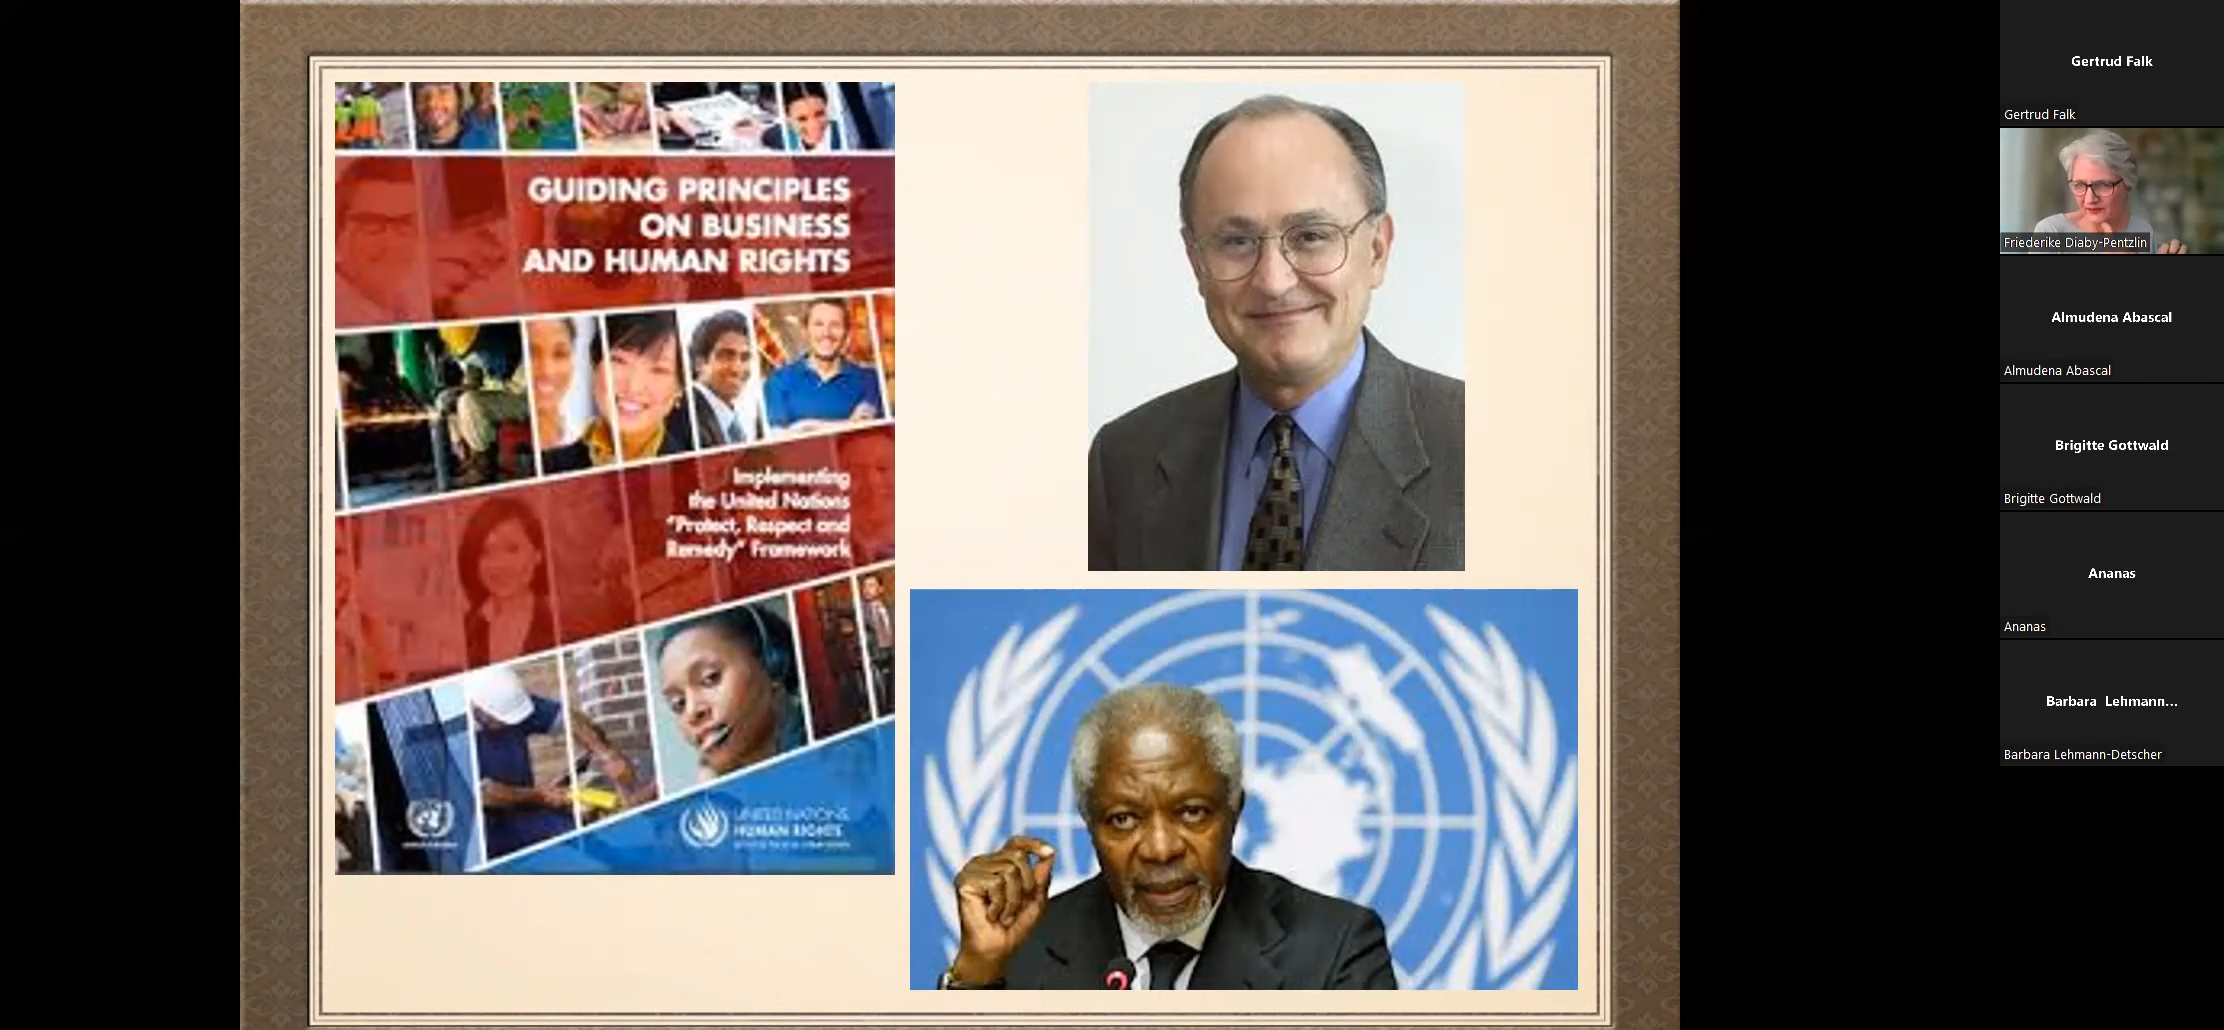 GUIDING PRINCIPLES
ON BUSINESS
AND HUMAN RIGHTS
Implementing
the United Nations
"Protect, Respect and
Remedy" Framework
UNITED NATIONS
HUMAN RIGHTS
Gertrud Falk
Gertrud Falk
Friederike Diaby-Pentzlin
Almudena Abascal
Almudena Abascal
Brigitte Gottwald
Brigitte Gottwald
Ananas
Ananas
Barbara Lehmann...
Barbara Lehmann-Detscher